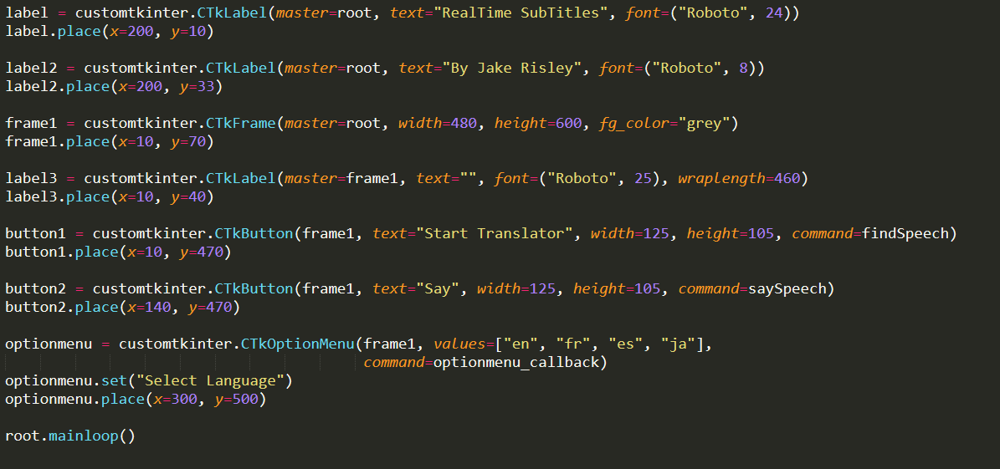 label = customtkinter.CTkLabel(master=root, text="RealTime SubTitles", font=("Roboto", 24))
label.place(x=200, y=10)
label2 = customtkinter.CTkLabel(master=root, text="By Jake Risley", font=("Roboto", 8))
label2.place(x=200, y=33)
frame1 = customtkinter.CTkFrame(master=root, width=480, height=600, fg_color="grey")
frame1.place(x=10, y=70)
label3 = customtkinter.CTkLabel(master=frame1, text="", font=("Roboto", 25), wraplength=460)
label3.place(x=10, y=40)
button1 = customtkinter.CTkButton(frame1, text="Start Translator", width=125, height=105, command=findSpeech)
button1.place(x=10, y=470)
button2 = customtkinter.CTkButton(frame1, text="Say", width=125, height=105, command=saySpeech)
button2.place(x=140, y=470)
optionmenu = customtkinter.CTkOptionMenu(frame1, values=["en", "fr", "es", "ja"],
command=optionmenu_callback)
optionmenu.set("Select Language")
optionmenu.place(x=300, y=500)
root.mainloop()